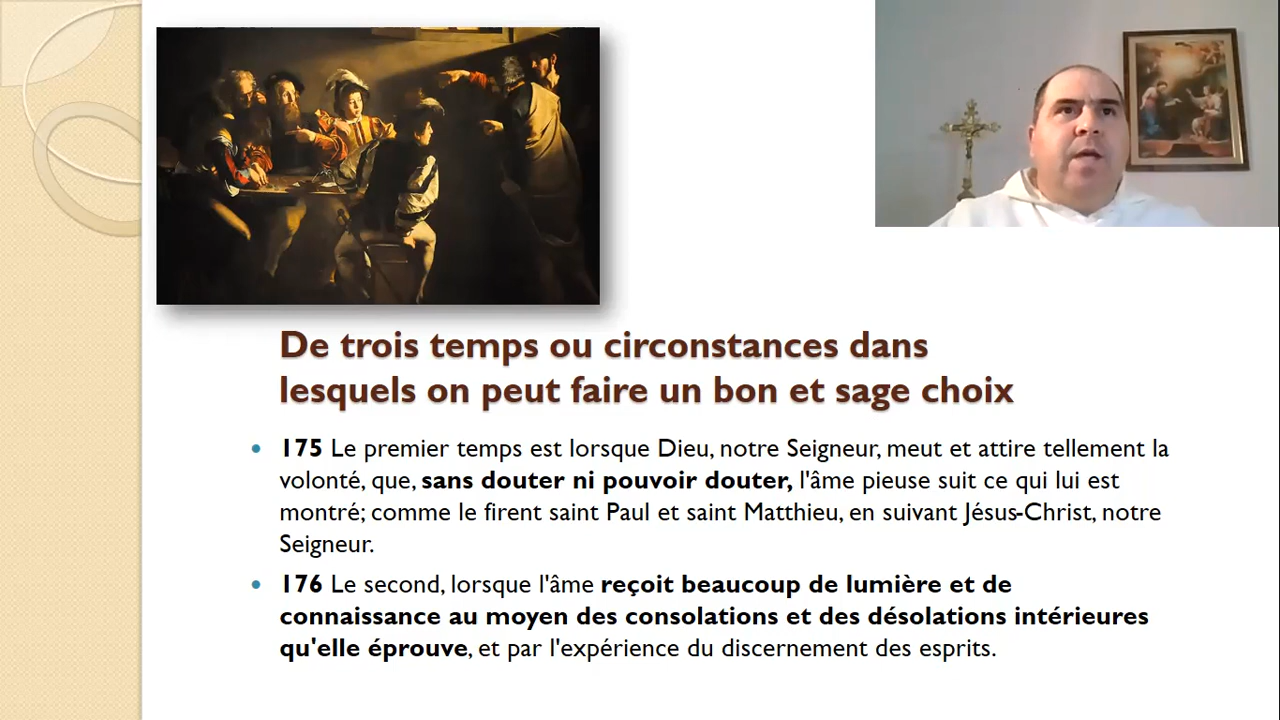 De trois temps ou circonstances dans
lesquels on peut faire un bon et sage choix
• 175 Le premier temps est lorsque Dieu, notre Seigneur, meut et attire tellement la
volonté, que, sans douter ni pouvoir douter, l'âme pieuse suit ce qui lui est
montré; comme le firent saint Paul et saint Matthieu, en suivant Jésus-Christ, notre
Seigneur.
• 176 Le second, lorsque l'âme reçoit beaucoup de lumière et de
connaissance au moyen des consolations et des désolations intérieures
qu'elle éprouve, et par l'expérience du discernement des esprits.